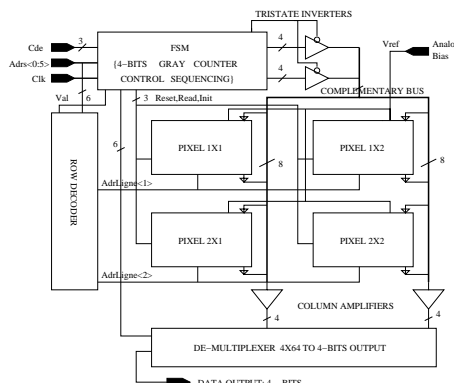 TRISTATE INVERTERS
Cde
3
FSM
4
Vref
Analog
Bias
Adrs<0:5>
{4-BITS GRAY COUNTER
Clk
CONTROL SEQUENCING}
4
COMPLEMENTARY BUS
Val
6
3
Reset,Read,Init
6
PIXEL 1X1
PIXEL 1X2
8
8
ROW DECODER
AdrLigne<1>
PIXEL 2X1
PIXEL 2X2
AdrLigne<2>
COLUMN AMPLIFIERS
4
4
DE-MULTIPLEXER 4X64 TO 4-BITS OUTPUT
DATA OUTPUT: 4 - BITS